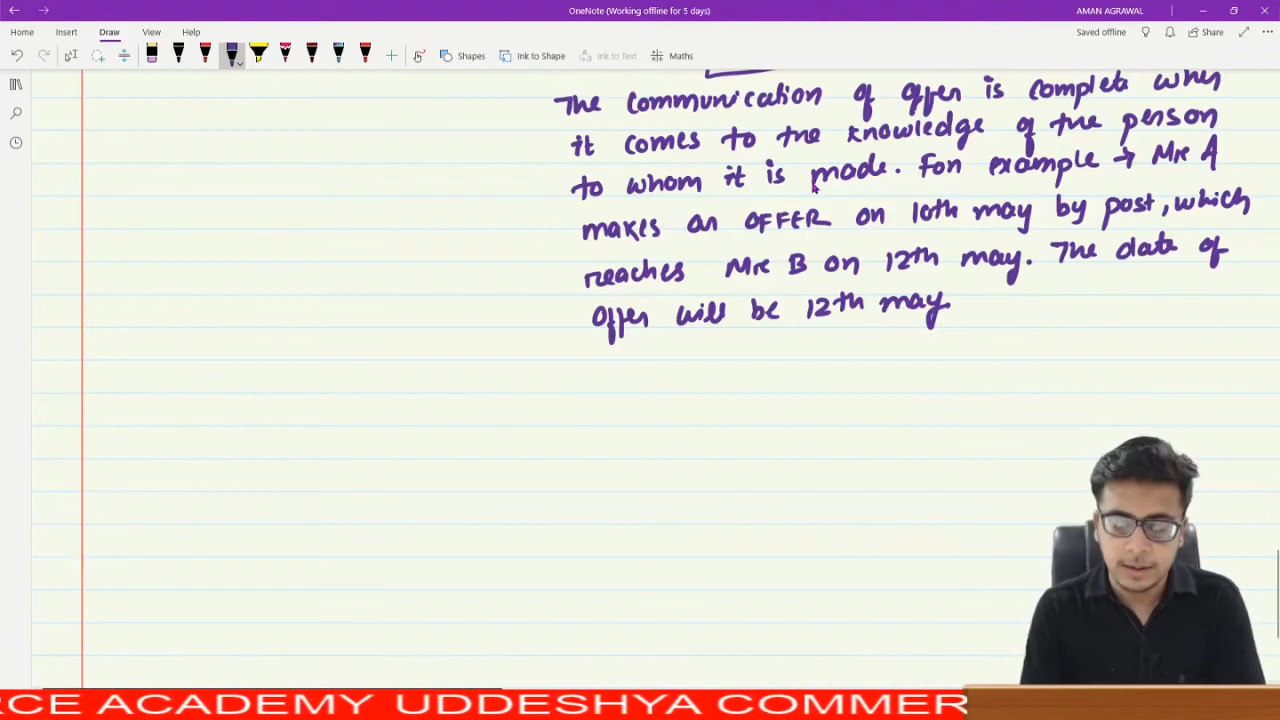 OneNote (Working offline for 5 days)
AMAN AGRAWAL
Home Insert Draw View Help
Saved offline
Share
Shapes
Ink to Shape
Ink to Text
Maths
The communication of offer is complete when
it comes to the knowledge of the person
to whom it is made. For example → Mr A
makes an OFFER on 10th may by post, which
reaches Mr B on 12th may. The date of
offer will be 12th may.
RCE ACADEMY UDDESHYA COMMER